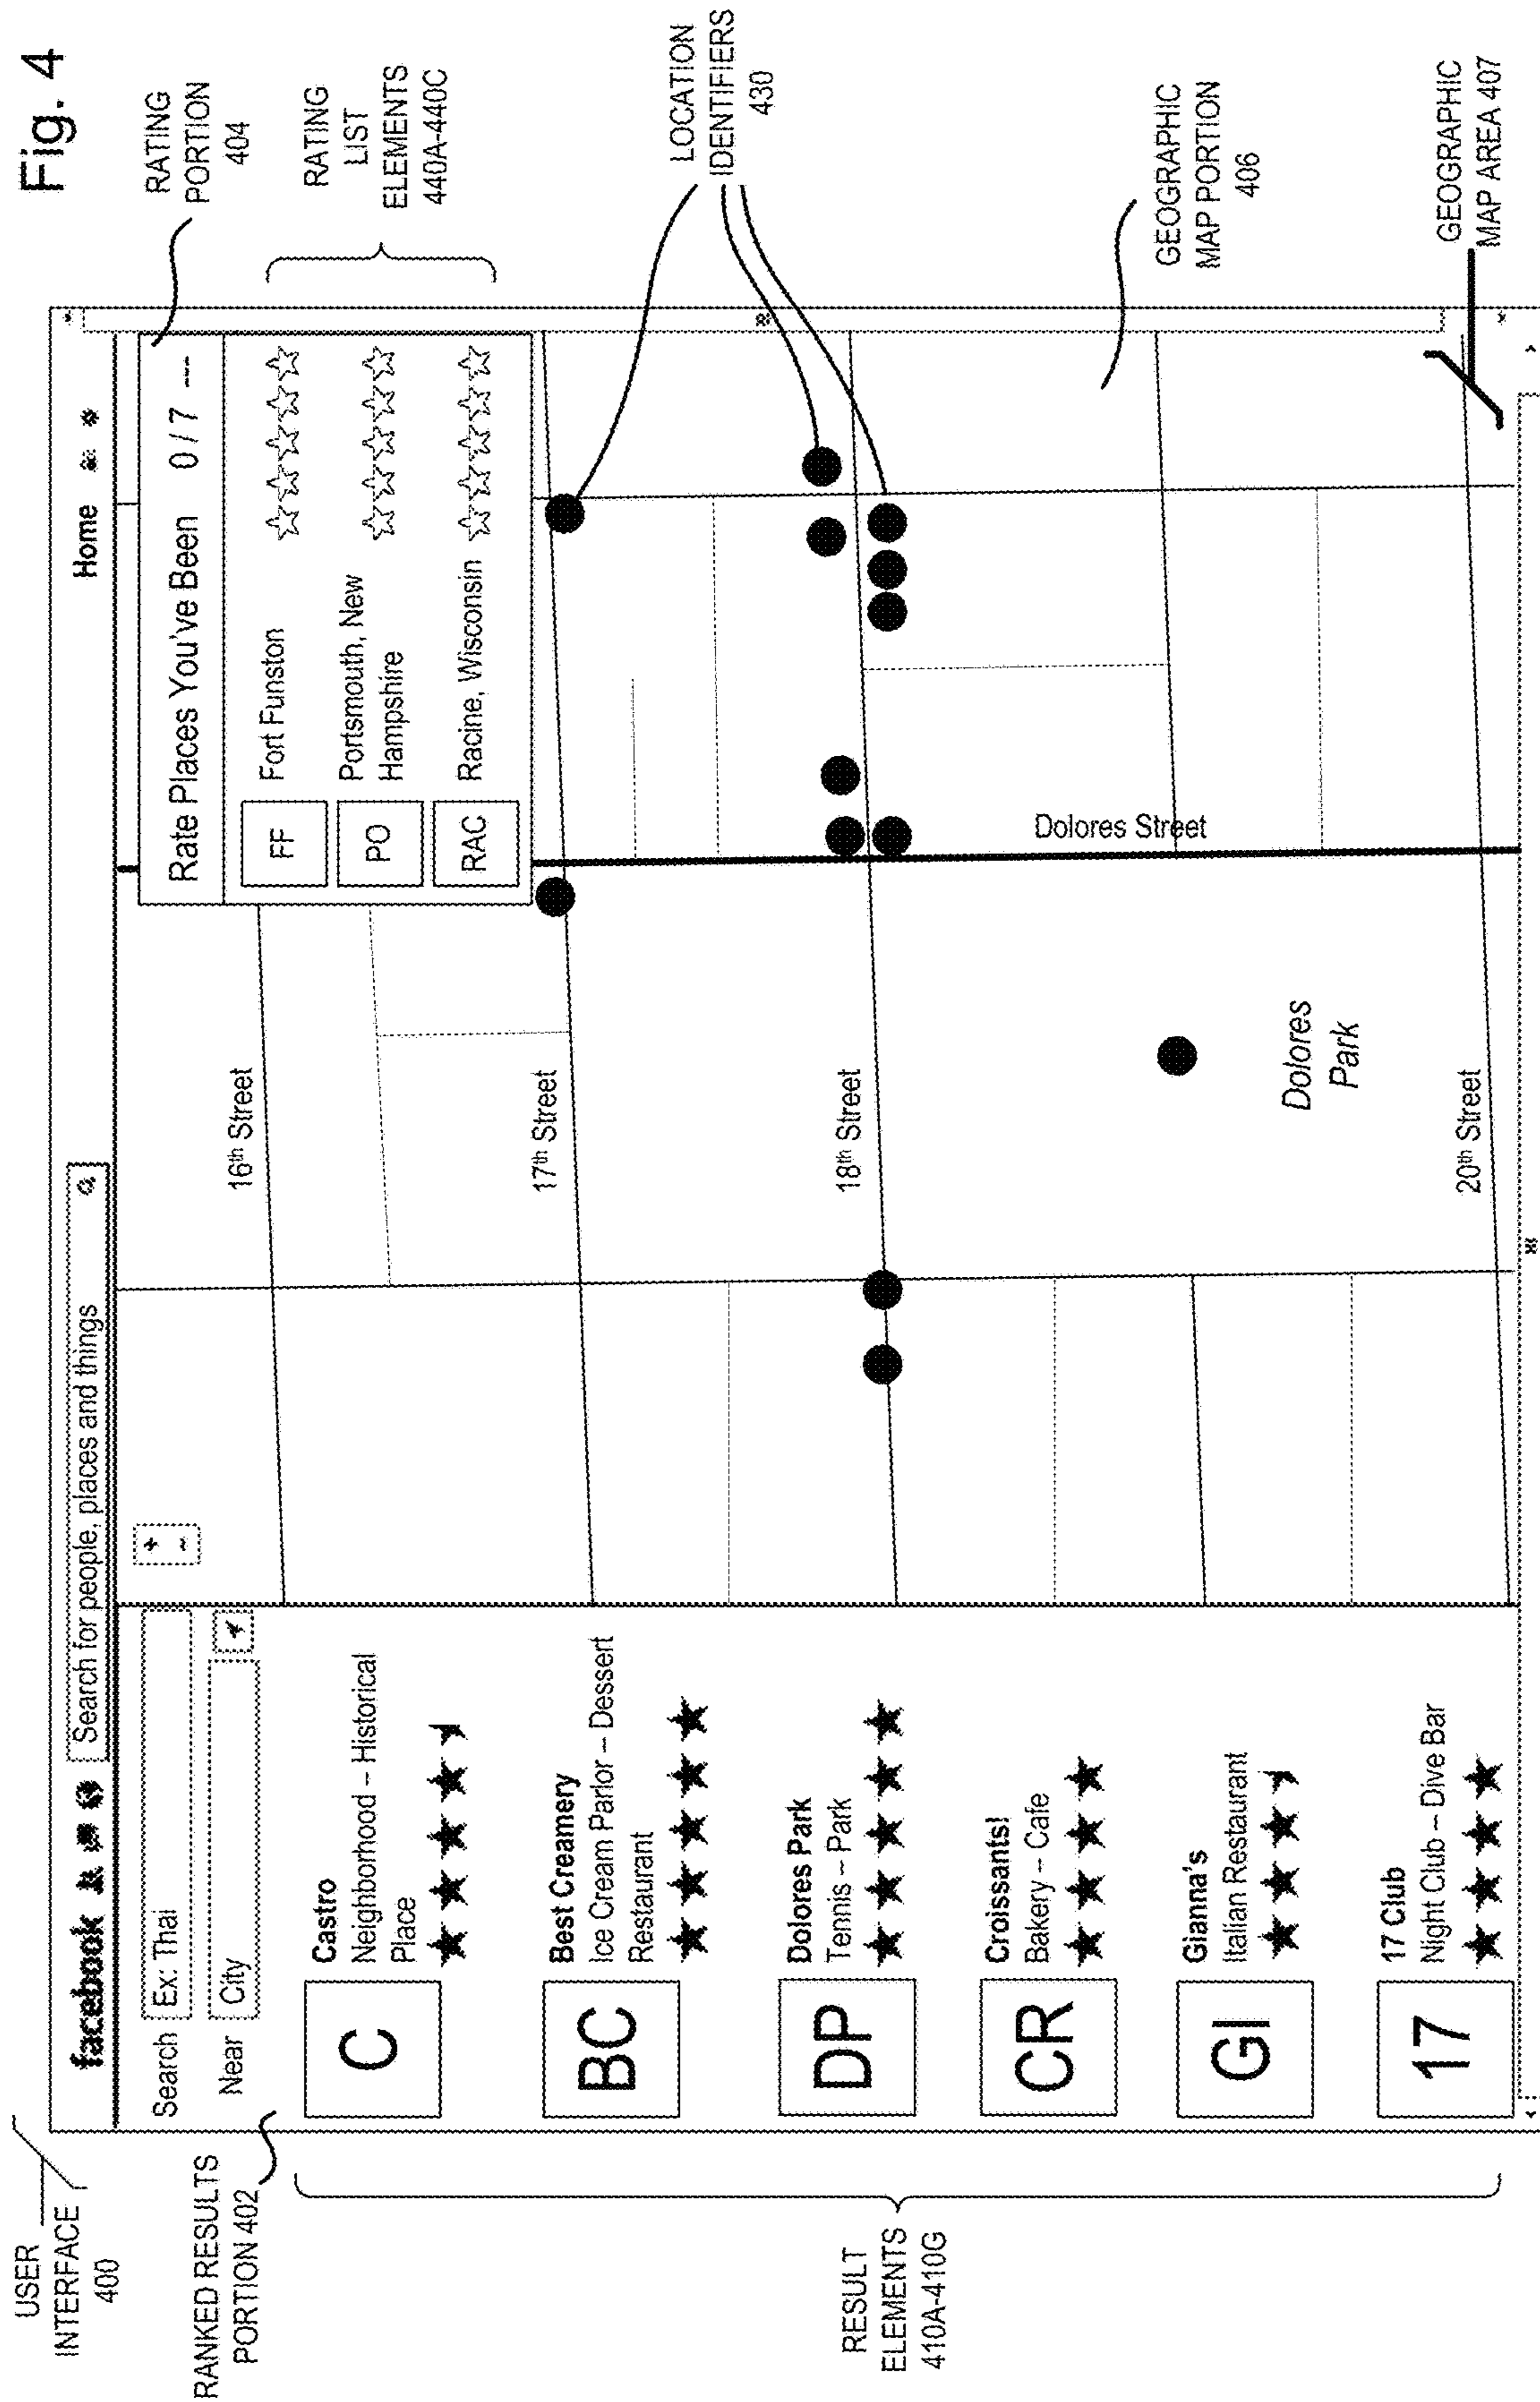 Fig. 4
USER
INTERFACE
400
RANKED RESULTS
PORTION 402
RESULT
ELEMENTS
410A-410G
facebook
Search for people, places and things
Home
Search
Ex: Thai
Near
City
C
Castro
Neighborhood – Historical
Place
BC
Best Creamery
Ice Cream Parlor – Dessert
Restaurant
DP
Dolores Park
Tennis – Park
CR
Croissants!
Bakery – Cafe
GI
Gianna's
Italian Restaurant
17
17 Club
Night Club – Dive Bar
+
~
16th Street
17th Street
18th Street
20th Street
Dolores
Park
Dolores Street
Rate Places You've Been 0 / 7 ---
FF
Fort Funston
PO
Portsmouth, New
Hampshire
RAC
Racine, Wisconsin
RATING
PORTION
404
RATING
LIST
ELEMENTS
440A-440C
LOCATION
IDENTIFIERS
430
GEOGRAPHIC
MAP PORTION
406
GEOGRAPHIC
MAP AREA 407